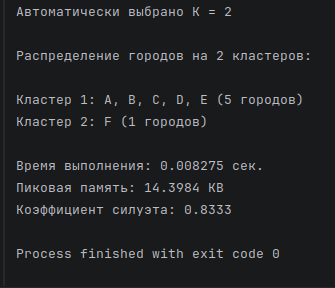 Автоматически выбрано K = 2
Распределение городов на 2 кластеров:
Кластер 1: A, B, C, D, E (5 городов)
Кластер 2: F (1 городов)
Время выполнения: 0.008275 сек.
Пиковая память: 14.3984 KB
Коэффициент силуэта: 0.8333
Process finished with exit code 0